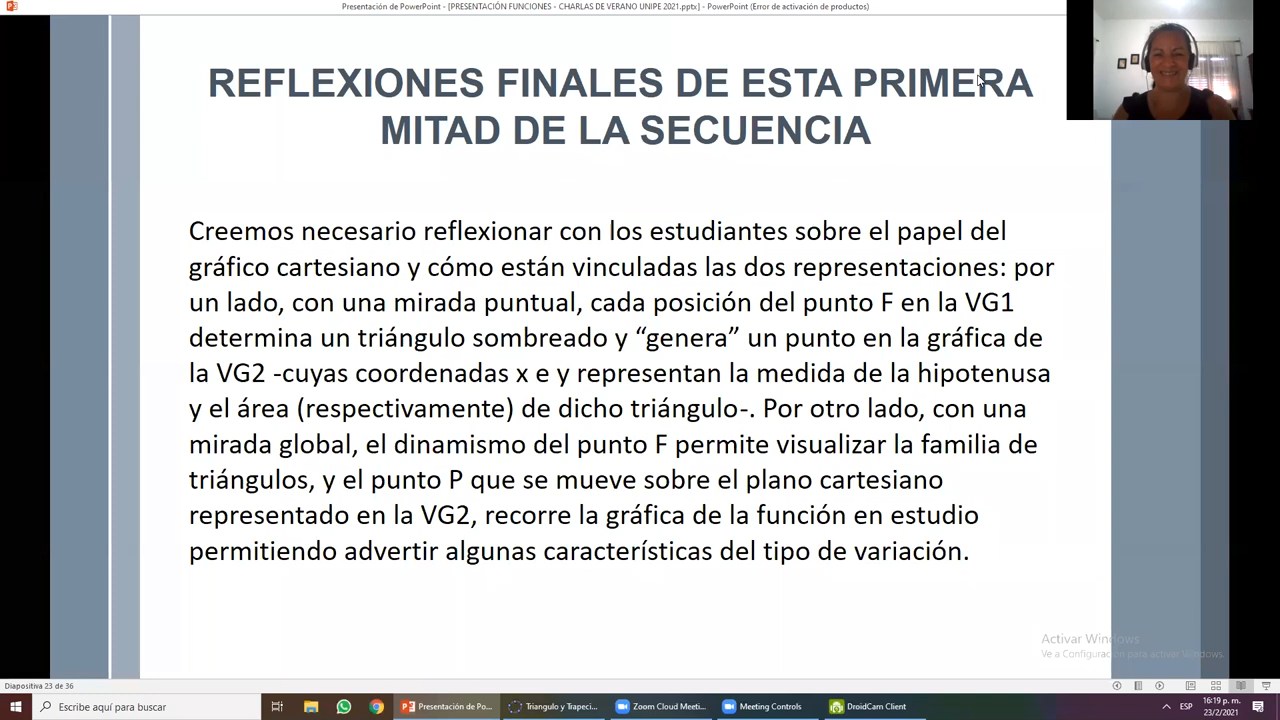 Presentación de PowerPoint - [PRESENTACIÓN FUNCIONES - CHARLAS DE VERANO UNIPE 2021.pptx] - PowerPoint (Error de activación de productos)
REFLEXIONES FINALES DE ESTA PRIMERA
MITAD DE LA SECUENCIA
Creemos necesario reflexionar con los estudiantes sobre el papel del
gráfico cartesiano y cómo están vinculadas las dos representaciones: por
un lado, con una mirada puntual, cada posición del punto F en la VG1
determina un triángulo sombreado y “genera” un punto en la gráfica de
la VG2 -cuyas coordenadas x e y representan la medida de la hipotenusa
y el área (respectivamente) de dicho triángulo-. Por otro lado, con una
mirada global, el dinamismo del punto F permite visualizar la familia de
triángulos, y el punto P que se mueve sobre el plano cartesiano
representado en la VG2, recorre la gráfica de la función en estudio
permitiendo advertir algunas características del tipo de variación.
Activar Windows
Ve a Configuración para activar Windows.
Diapositiva 23 de 36
Escribe aquí para buscar
Presentación de Po...
Triangulo y Trapeci...
Zoom Cloud Meeti...
Meeting Controls
DroidCam Client
ESP
16:19 p. m.
23/2/2021